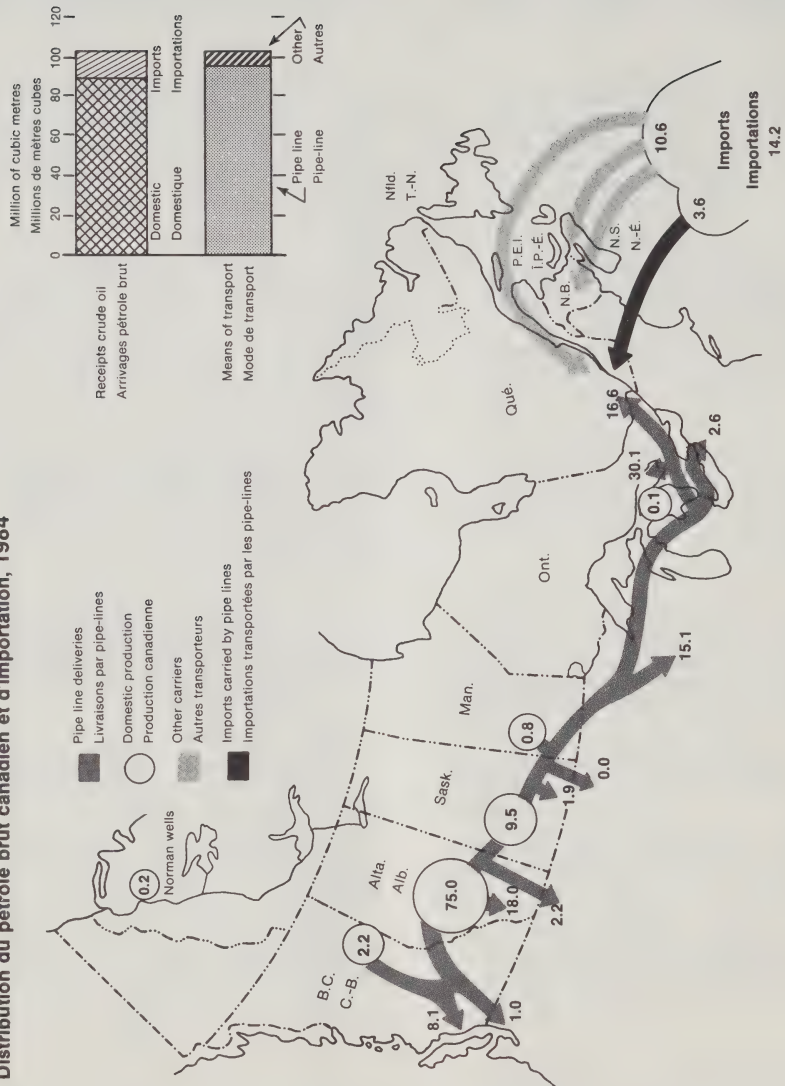 Distribution du pétrole brut canadien et d'importation, 1984
Million of cubic metres
Millions de mètres cubes
0 20 40 60 80 100 120
Receipts crude oil
Arrivages pétrole brut
Domestic
Domestique
Imports
Importations
Means of transport
Mode de transport
Pipe line
Pipe-line
Other
Autres
Pipe line deliveries
Livraisons par pipe-lines
Domestic production
Production canadienne
Other carriers
Autres transporteurs
Imports carried by pipe lines
Importations transportées par les pipe-lines
0.2
Norman wells
B.C.
C.-B.
2.2
8.1
1.0
Alta.
Alb.
75.0
18.0
2.2
Sask.
9.5
1.9
0.0
Man.
0.8
15.1
Ont.
0.1
30.1
2.6
16.6
Qué.
Nfld.
T.-N.
P.E.I.
Î.P.-É.
N.B.
N.S.
N.-É.
3.6
10.6
Imports
Importations
14.2